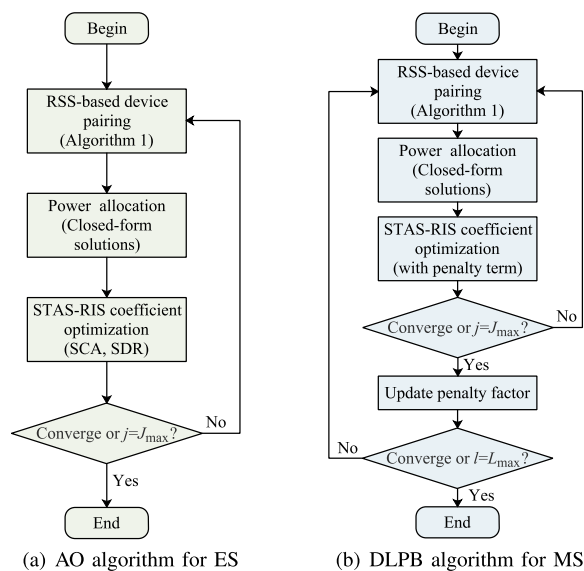 Begin
RSS-based device
pairing
(Algorithm 1)
Power allocation
(Closed-form
solutions)
STAS-RIS coefficient
optimization
(SCA, SDR)
Converge or j=Jmax?
No
Yes
End
(a) AO algorithm for ES
Begin
RSS-based device
pairing
(Algorithm 1)
Power allocation
(Closed-form
solutions)
STAS-RIS coefficient
optimization
(with penalty term)
Converge or j=Jmax?
No
Yes
Update penalty factor
Converge or l=Lmax?
No
Yes
End
(b) DLPB algorithm for MS